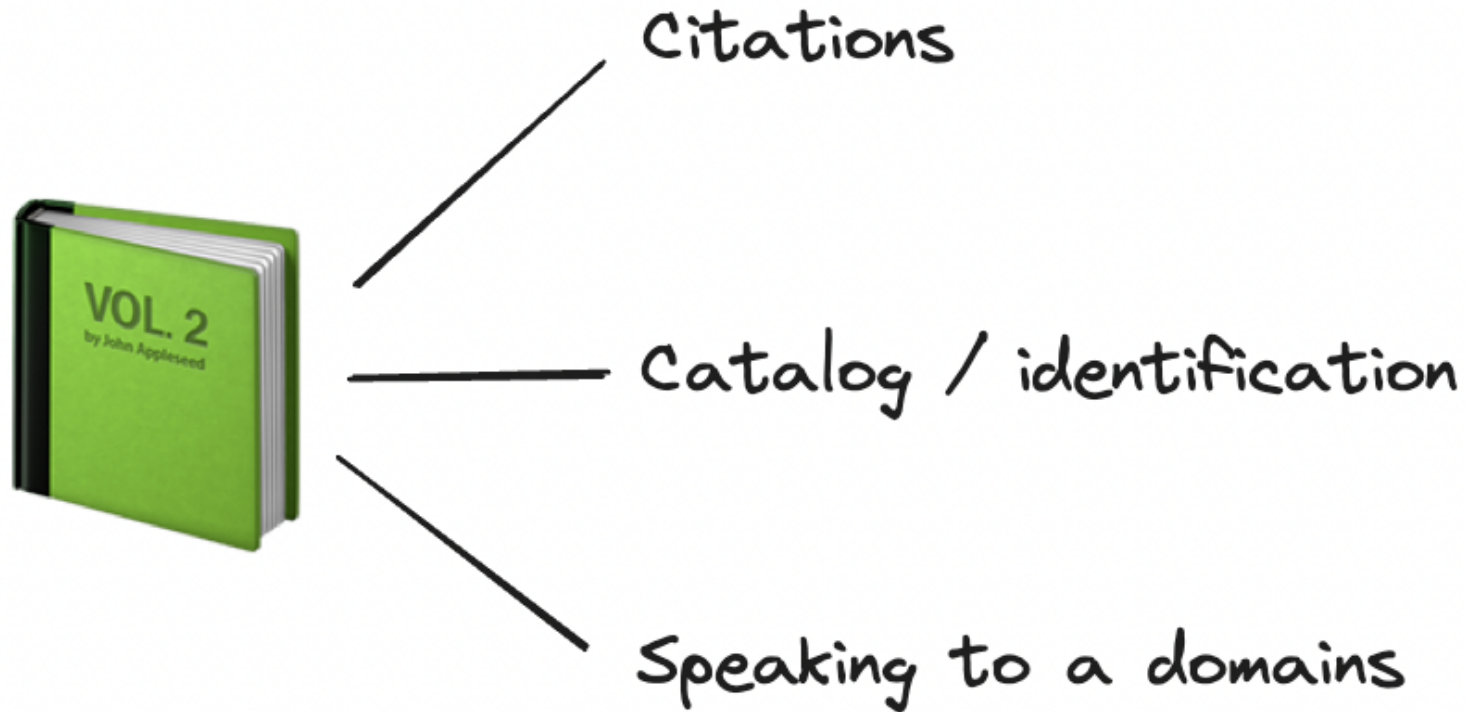 Citations
VOL. 2
by John Appleseed
Catalog / identification
Speaking to a domains